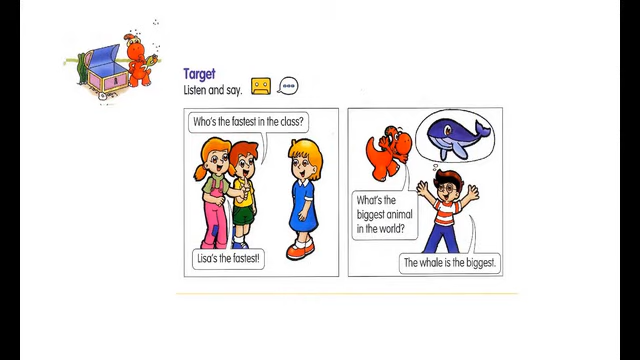 Target
Listen and say.
Who's the fastest in the class?
Lisa's the fastest!
What's the
biggest animal
in the world?
The whale is the biggest.